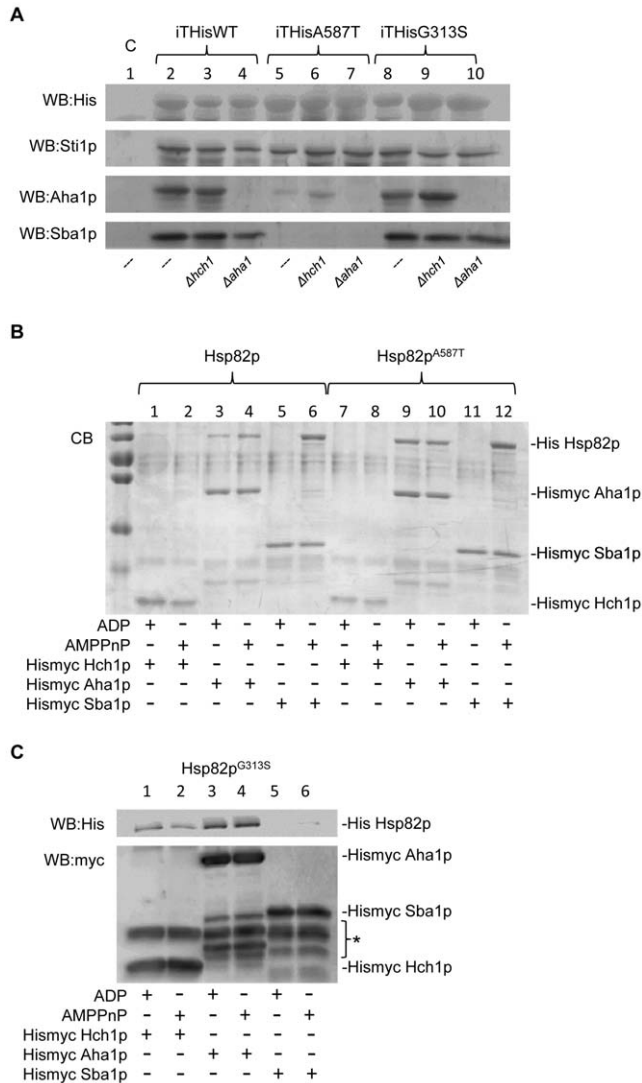 A
iTHisWT iTHisA587T iTHisG313S
C
1 2 3 4 5 6 7 8 9 10
WB:His
WB:Sti1p
WB:Aha1p
WB:Sba1p
--- --- Δhch1 Δaha1 --- Δhch1 Δaha1 --- Δhch1 Δaha1
B
Hsp82p Hsp82pA587T
1 2 3 4 5 6 7 8 9 10 11 12
CB
-His Hsp82p
-Hismyc Aha1p
-Hismyc Sba1p
-Hismyc Hch1p
ADP + - + - + - + - + - + -
AMPPnP - + - + - + - + - + - +
Hismyc Hch1p + + - - - - + + - - - -
Hismyc Aha1p - - + + - - - - + + - -
Hismyc Sba1p - - - - + + - - - - + +
C
Hsp82pG313S
1 2 3 4 5 6
WB:His -His Hsp82p
WB:myc -Hismyc Aha1p
-Hismyc Sba1p
*
-Hismyc Hch1p
ADP + - + - + -
AMPPnP - + - + - +
Hismyc Hch1p + + - - - -
Hismyc Aha1p - - + + - -
Hismyc Sba1p - - - - + +